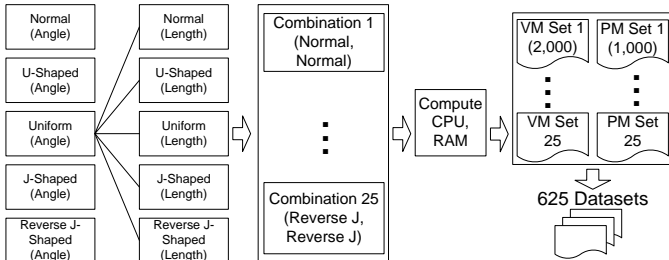 Normal
(Angle)
U-Shaped
(Angle)
Uniform
(Angle)
J-Shaped
(Angle)
Reverse J-
Shaped
(Angle)
Normal
(Length)
U-Shaped
(Length)
Uniform
(Length)
J-Shaped
(Length)
Reverse J-
Shaped
(Length)
Combination 1
(Normal,
Normal)
Combination 25
(Reverse J,
Reverse J)
Compute
CPU,
RAM
VM Set 1
(2,000)
PM Set 1
(1,000)
VM Set
25
PM Set
25
625 Datasets